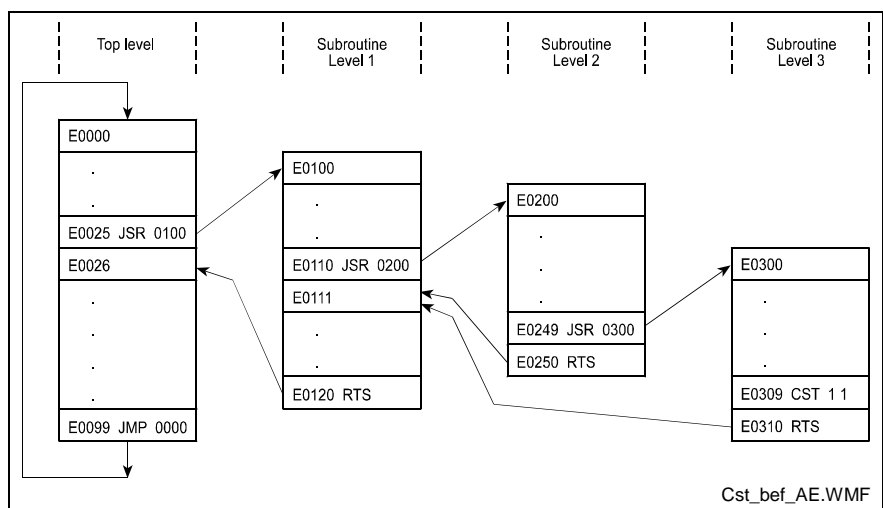 Top level
Subroutine
Level 1
Subroutine
Level 2
Subroutine
Level 3
E0000
.
.
E0025 JSR 0100
E0026
.
.
.
.
E0099 JMP 0000
E0100
.
.
E0110 JSR 0200
E0111
.
.
E0120 RTS
E0200
.
.
.
E0249 JSR 0300
E0250 RTS
E0300
.
.
.
E0309 CST 1 1
E0310 RTS
Cst_bef_AE.WMF